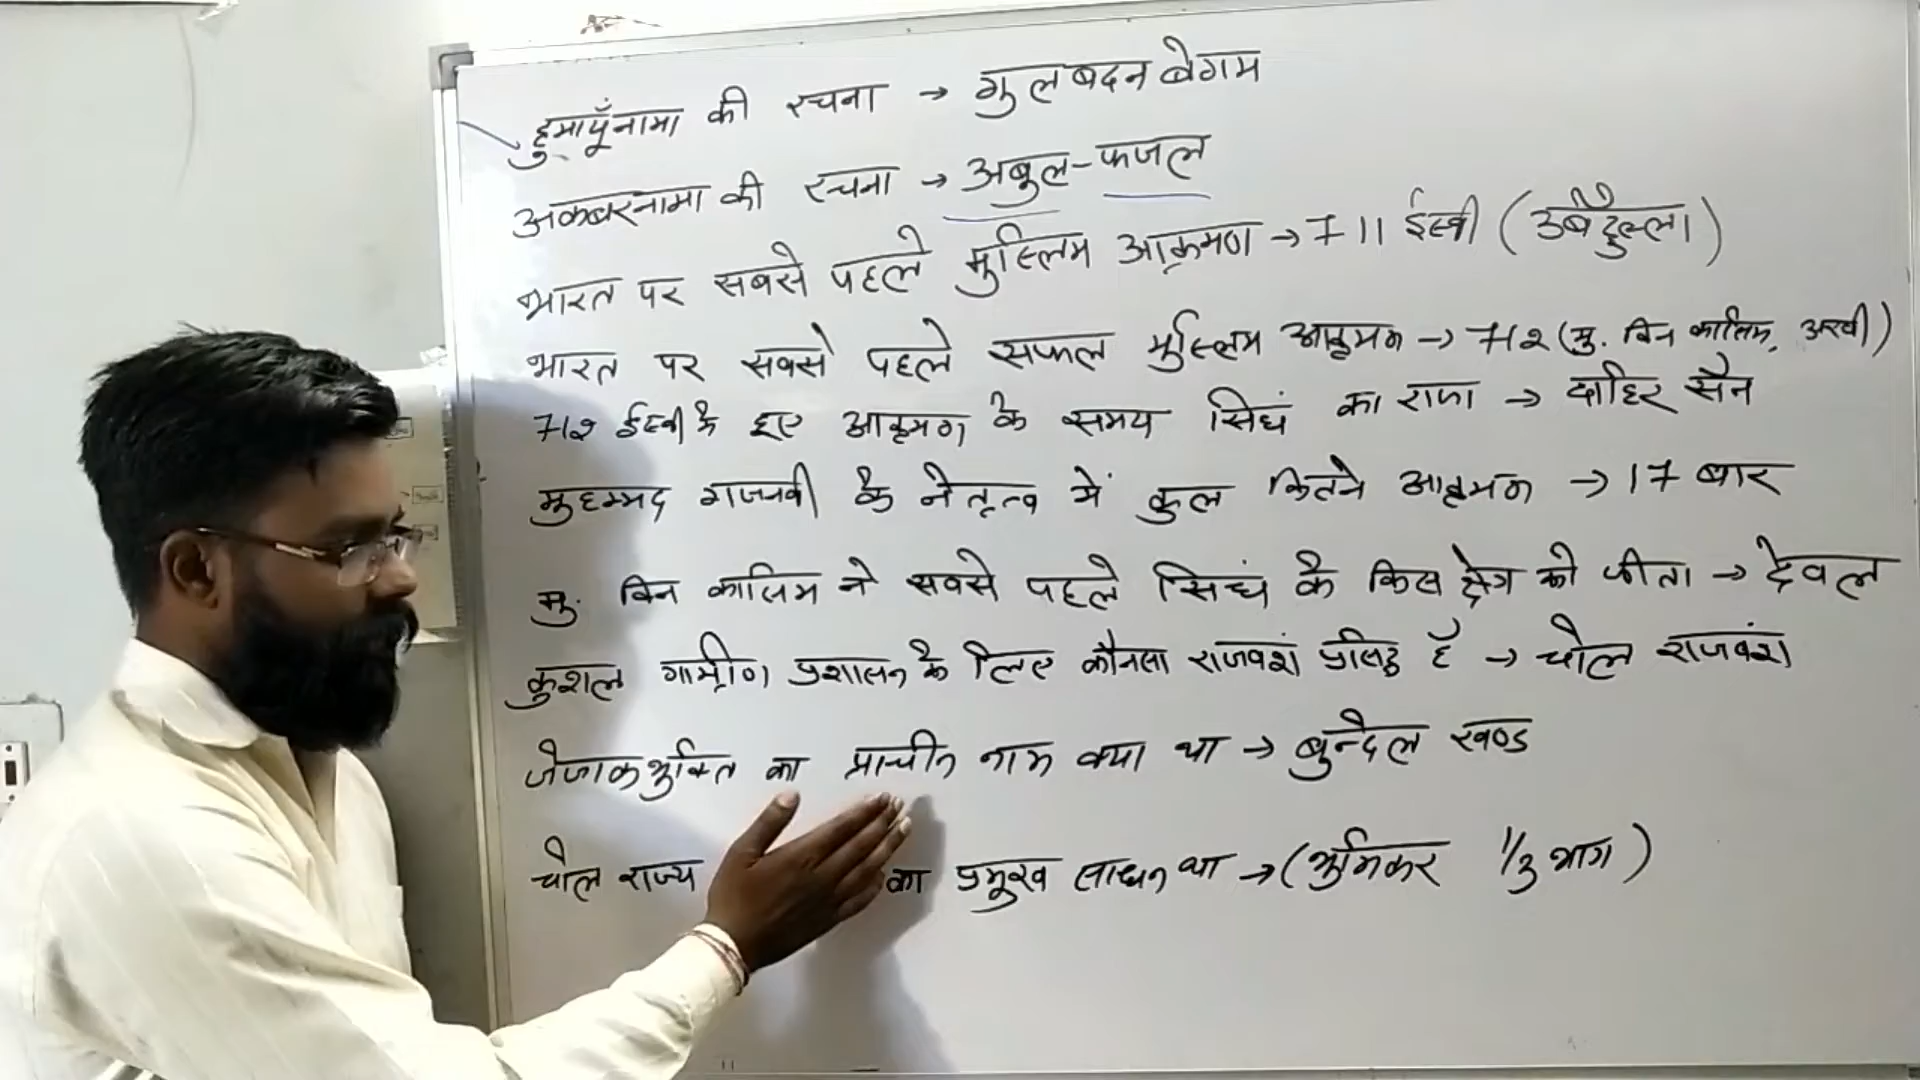 हुमायूँनामा की रचना → गुलबदन बेगम
अकबरनामा की रचना → अबुल-फजल
भारत पर सबसे पहले मुस्लिम आक्रमण → 711 ईस्वी (उबैदुल्ला)
भारत पर सबसे पहले सफल मुस्लिम आक्रमण → 712 (मु. बिन कासिम, अरबी)
712 ईस्वी के हुए आक्रमण के समय सिधं का राजा → दाहिर सैन
मुहम्मद गजनवी के नेतृत्व में कुल कितने आक्रमण → 17 बार
मु. बिन कासिम ने सबसे पहले सिधं के किस क्षेत्र को जीता → देवल
कुशल गामीण प्रशासन के लिए कौनसा राजवशं प्रसिद्ध है → चोल राजवंश
जेजाकभुक्ति का प्राचीन नाम क्या था → बुन्देल खण्ड
चोल राज्य का प्रमुख साधन था → (भुमिकर 1/3 भाग)